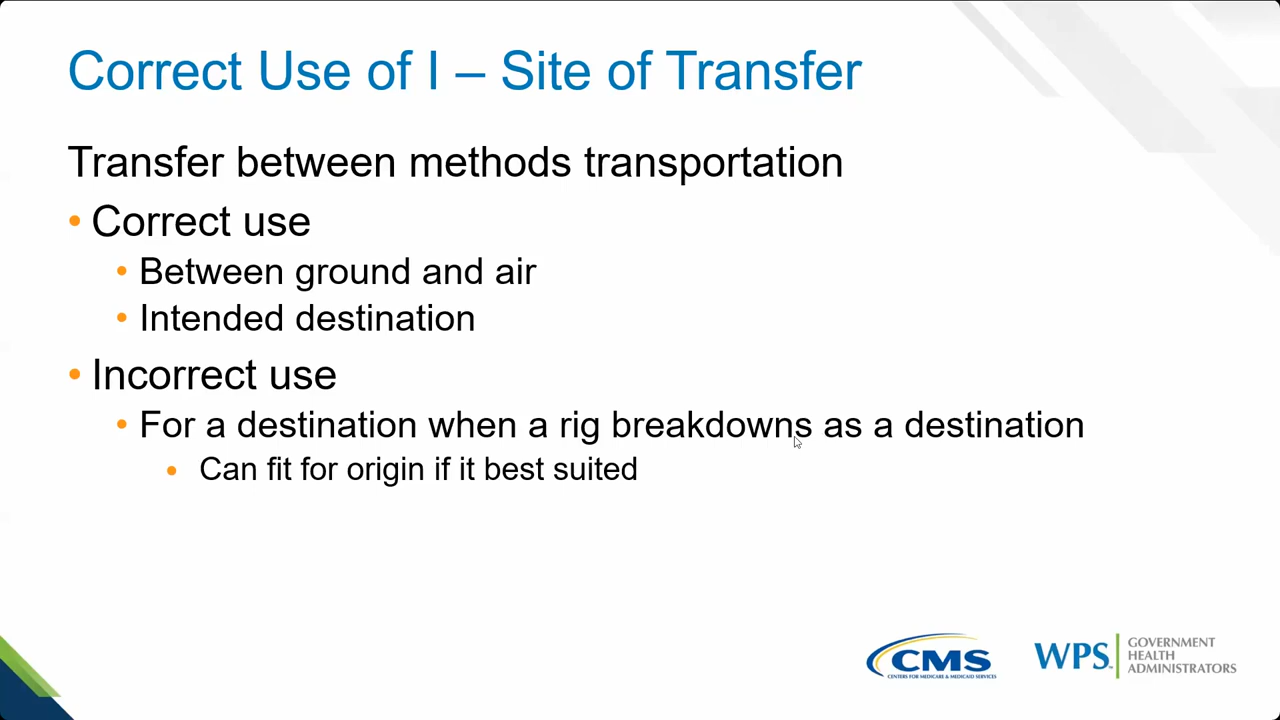 Correct Use of I – Site of Transfer
Transfer between methods transportation
• Correct use
• Between ground and air
• Intended destination
• Incorrect use
• For a destination when a rig breakdowns as a destination
• Can fit for origin if it best suited
CMS
CENTERS FOR MEDICARE & MEDICAID SERVICES
WPS
GOVERNMENT
HEALTH
ADMINISTRATORS